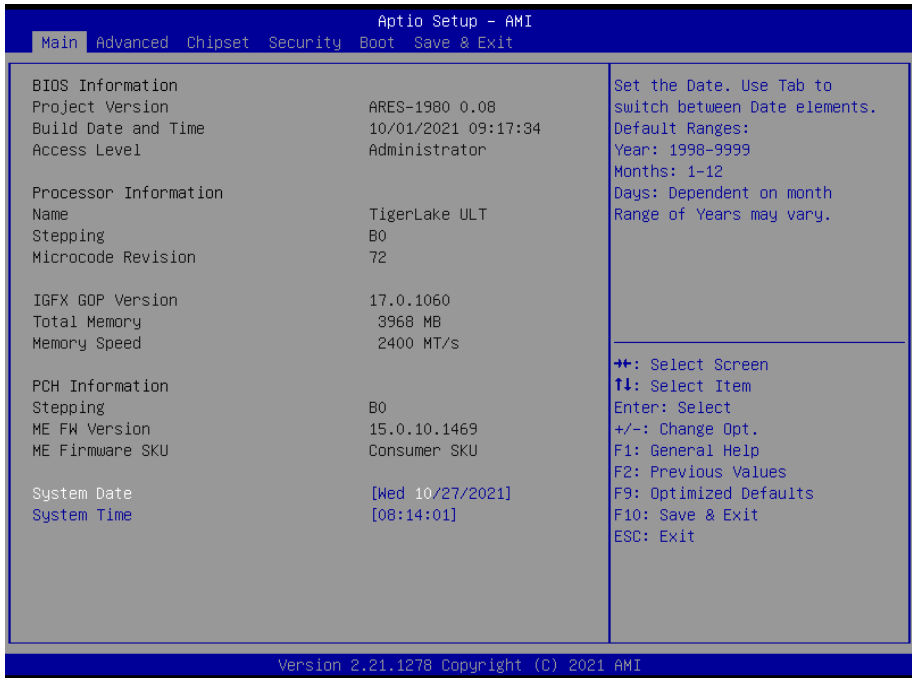 Aptio Setup – AMI
Main Advanced Chipset Security Boot Save & Exit
BIOS Information
Project Version ARES-1980 0.08
Build Date and Time 10/01/2021 09:17:34
Access Level Administrator
Processor Information
Name TigerLake ULT
Stepping B0
Microcode Revision 72
IGFX GOP Version 17.0.1060
Total Memory 3968 MB
Memory Speed 2400 MT/s
PCH Information
Stepping B0
ME FW Version 15.0.10.1469
ME Firmware SKU Consumer SKU
System Date [Wed 10/27/2021]
System Time [08:14:01]
Set the Date. Use Tab to
switch between Date elements.
Default Ranges:
Year: 1998-9999
Months: 1-12
Days: Dependent on month
Range of Years may vary.
→←: Select Screen
↑↓: Select Item
Enter: Select
+/-: Change Opt.
F1: General Help
F2: Previous Values
F9: Optimized Defaults
F10: Save & Exit
ESC: Exit
Version 2.21.1278 Copyright (C) 2021 AMI